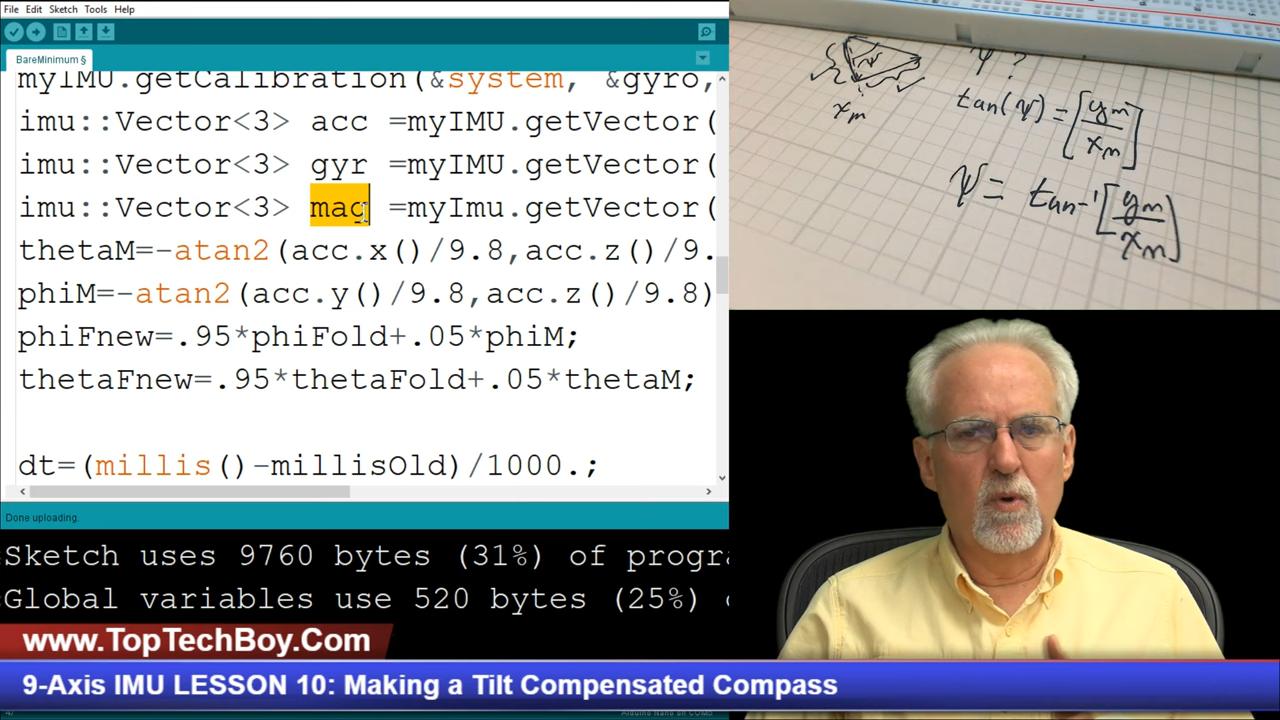 File Edit Sketch Tools Help
BareMinimum §
myIMU.getCalibration(&system, &gyro,
imu::Vector<3> acc =myIMU.getVector(
imu::Vector<3> gyr =myIMU.getVector(
imu::Vector<3> mag =myImu.getVector(
thetaM=-atan2(acc.x()/9.8,acc.z()/9.
phiM=-atan2(acc.y()/9.8,acc.z()/9.8)
phiFnew=.95*phiFold+.05*phiM;
thetaFnew=.95*thetaFold+.05*thetaM;
dt=(millis()-millisOld)/1000.;
Done uploading.
Sketch uses 9760 bytes (31%) of progra
Global variables use 520 bytes (25%) o
Ψ
xm
Ψ ?
tan(Ψ) = [ym/xm]
Ψ = tan-1 [ym/xm]
www.TopTechBoy.Com
9-Axis IMU LESSON 10: Making a Tilt Compensated Compass